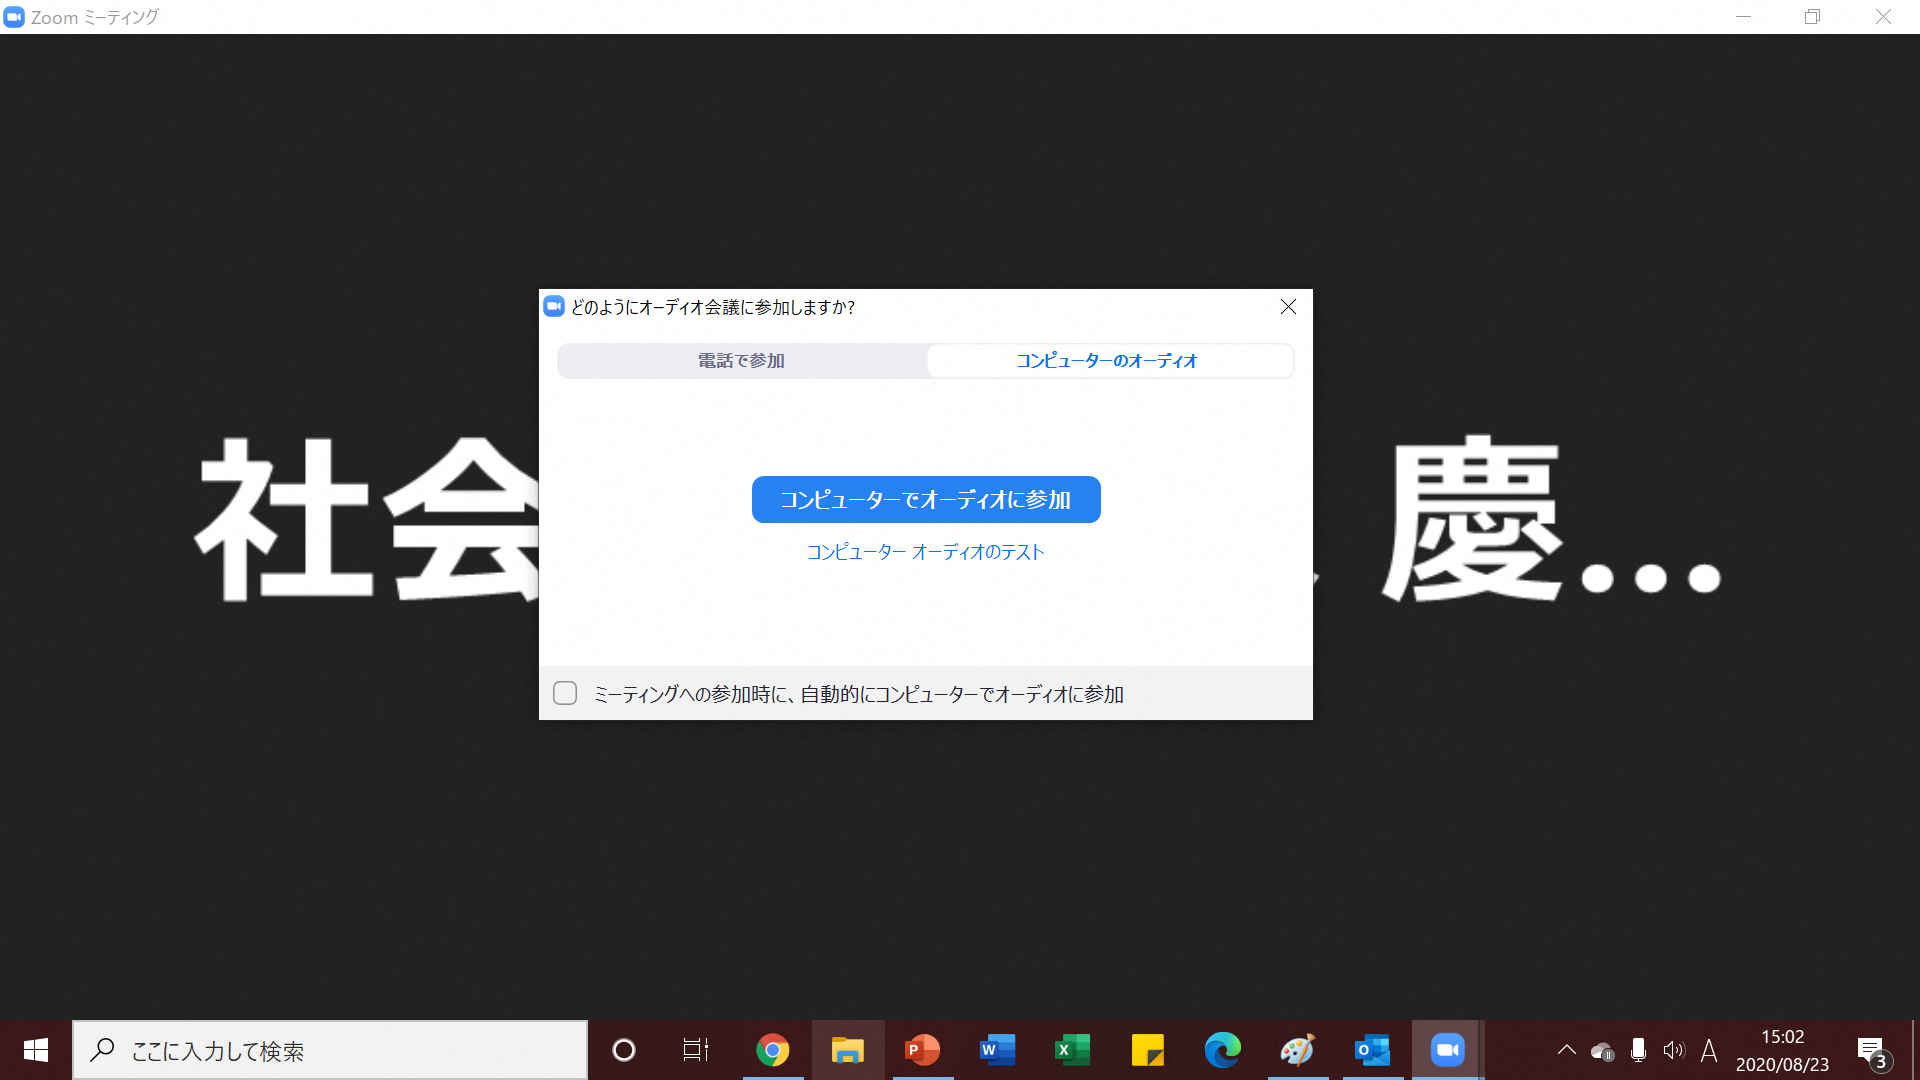 Zoom ミーティング
どのようにオーディオ会議に参加しますか?
電話で参加
コンピューターのオーディオ
社会
慶...
コンピューターでオーディオに参加
コンピューター オーディオのテスト
ミーティングへの参加時に、自動的にコンピューターでオーディオに参加
ここに入力して検索
P
W
X
O
A
15:02
2020/08/23
3